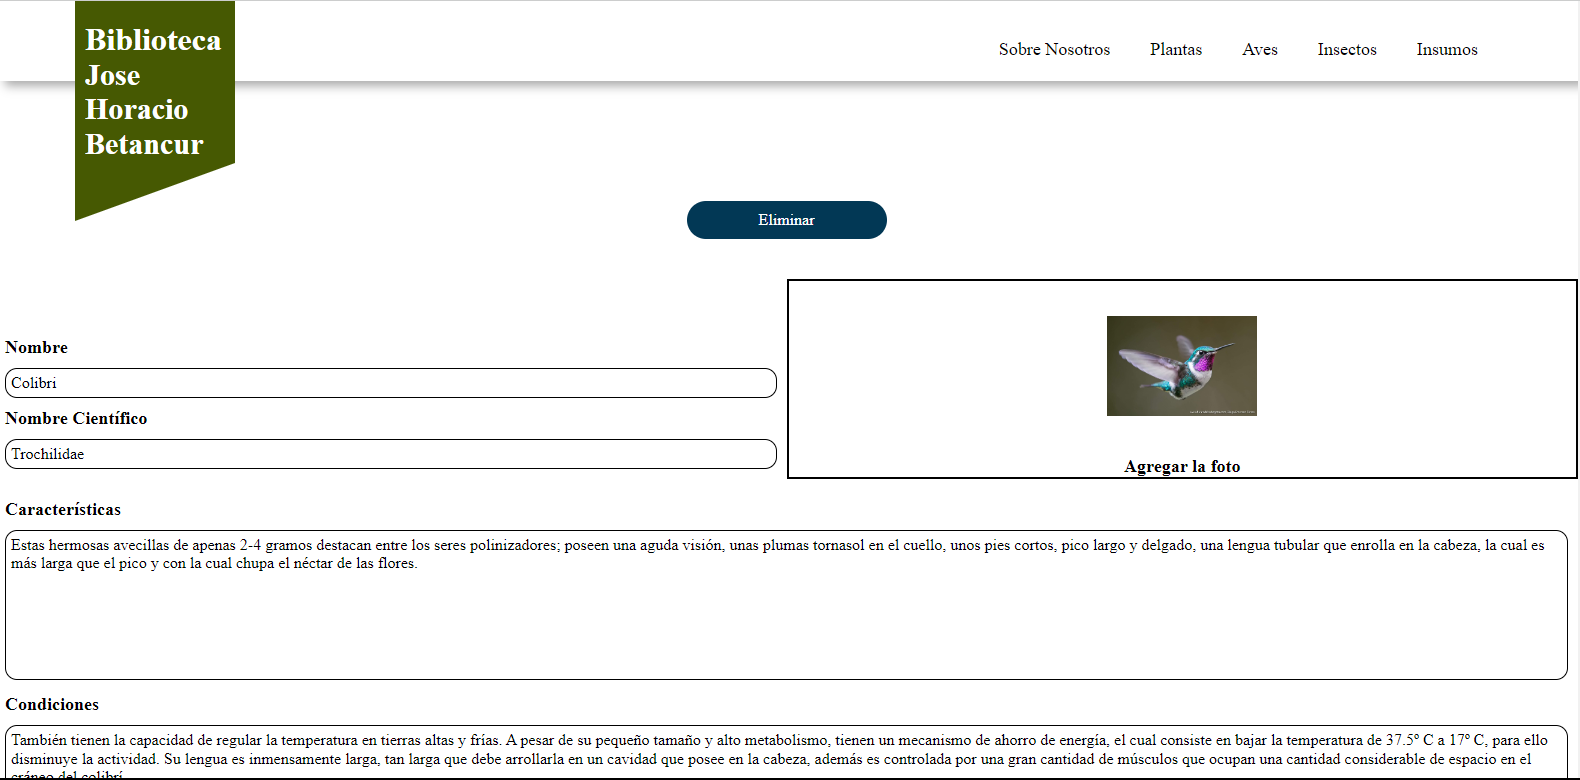 Biblioteca
Jose
Horacio
Betancur
Sobre Nosotros Plantas Aves Insectos Insumos
Eliminar
Nombre
Colibri
Nombre Científico
Trochilidae
Agregar la foto
Características
Estas hermosas avecillas de apenas 2-4 gramos destacan entre los seres polinizadores; poseen una aguda visión, unas plumas tornasol en el cuello, unos pies cortos, pico largo y delgado, una lengua tubular que enrolla en la cabeza, la cual es
más larga que el pico y con la cual chupa el néctar de las flores.
Condiciones
También tienen la capacidad de regular la temperatura en tierras altas y frías. A pesar de su pequeño tamaño y alto metabolismo, tienen un mecanismo de ahorro de energía, el cual consiste en bajar la temperatura de 37.5º C a 17º C, para ello
disminuye la actividad. Su lengua es inmensamente larga, tan larga que debe arrollarla en un cavidad que posee en la cabeza, además es controlada por una gran cantidad de músculos que ocupan una cantidad considerable de espacio en el
cráneo del colibrí